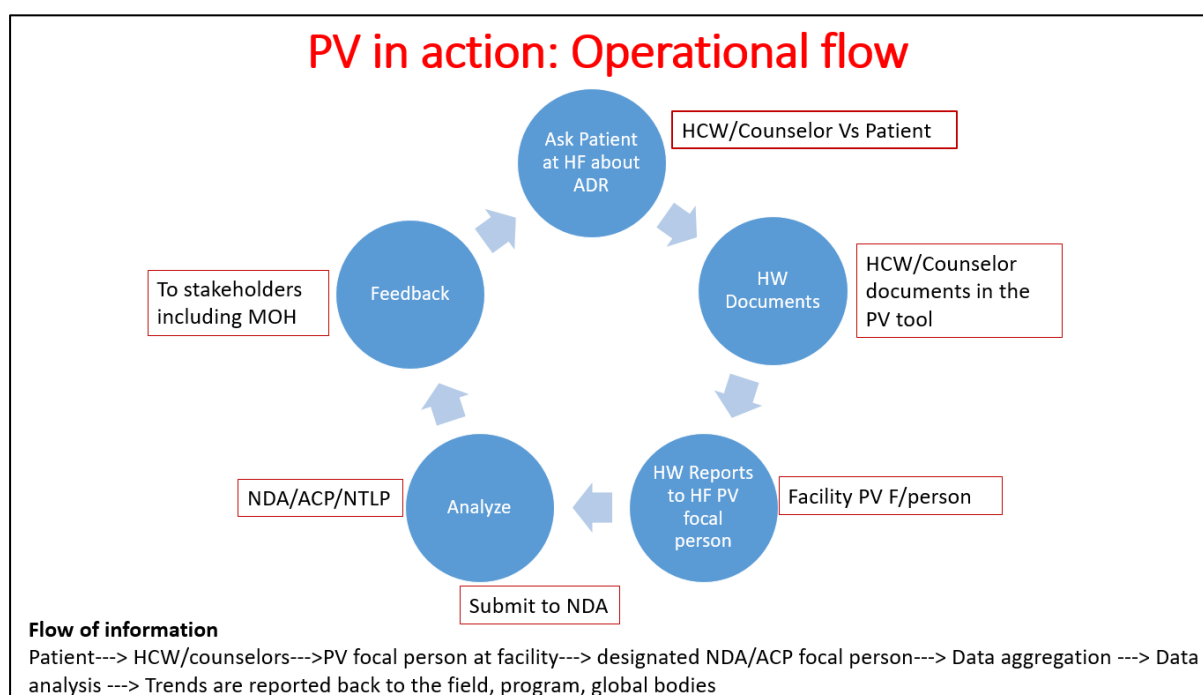 PV in action: Operational flow
Ask Patient
at HF about
ADR
HCW/Counselor Vs Patient
HW
Documents
HCW/Counselor
documents in the
PV tool
HW Reports
to HF PV
focal
person
Facility PV F/person
Analyze
NDA/ACP/NTLP
Submit to NDA
Feedback
To stakeholders
including MOH
Flow of information
Patient---> HCW/counselors--->PV focal person at facility---> designated NDA/ACP focal person---> Data aggregation ---> Data
analysis ---> Trends are reported back to the field, program, global bodies